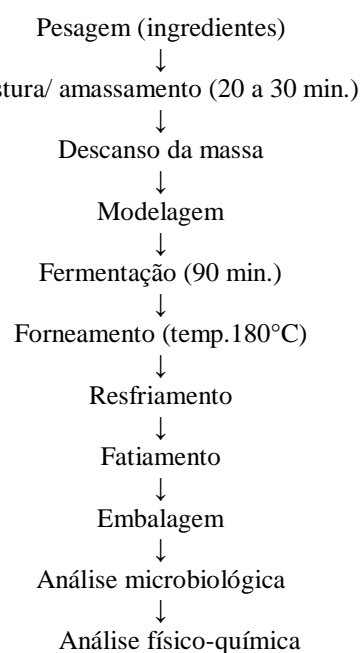 Pesagem (ingredientes)
↓
stura/ amassamento (20 a 30 min.)
↓
Descanso da massa
↓
Modelagem
↓
Fermentação (90 min.)
↓
Forneamento (temp.180°C)
↓
Resfriamento
↓
Fatiamento
↓
Embalagem
↓
Análise microbiológica
↓
Análise físico-química